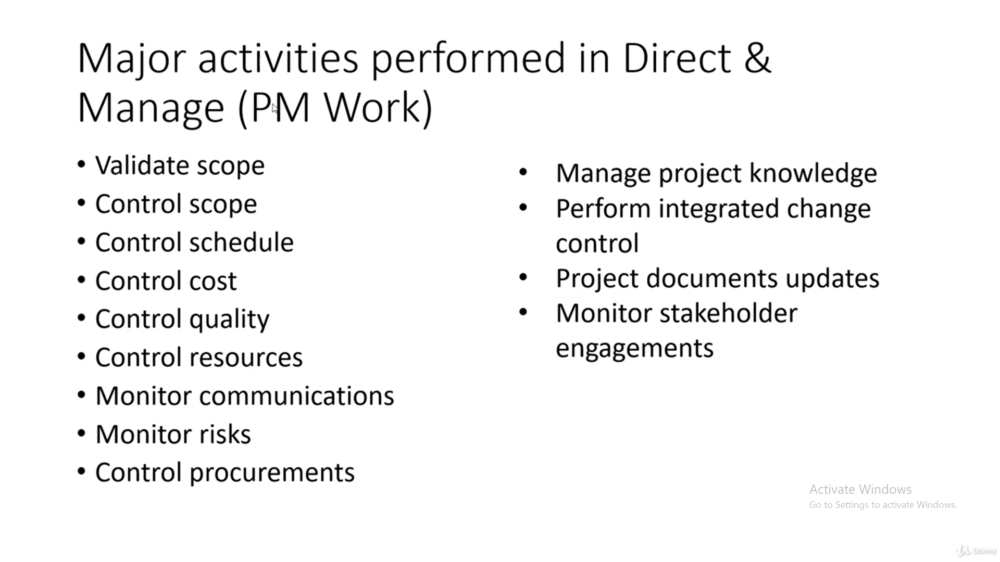 Major activities performed in Direct &
Manage (PM Work)
• Validate scope
• Control scope
• Control schedule
• Control cost
• Control quality
• Control resources
• Monitor communications
• Monitor risks
• Control procurements
• Manage project knowledge
• Perform integrated change
control
• Project documents updates
• Monitor stakeholder
engagements
Activate Windows
Go to Settings to activate Windows.
Udemy